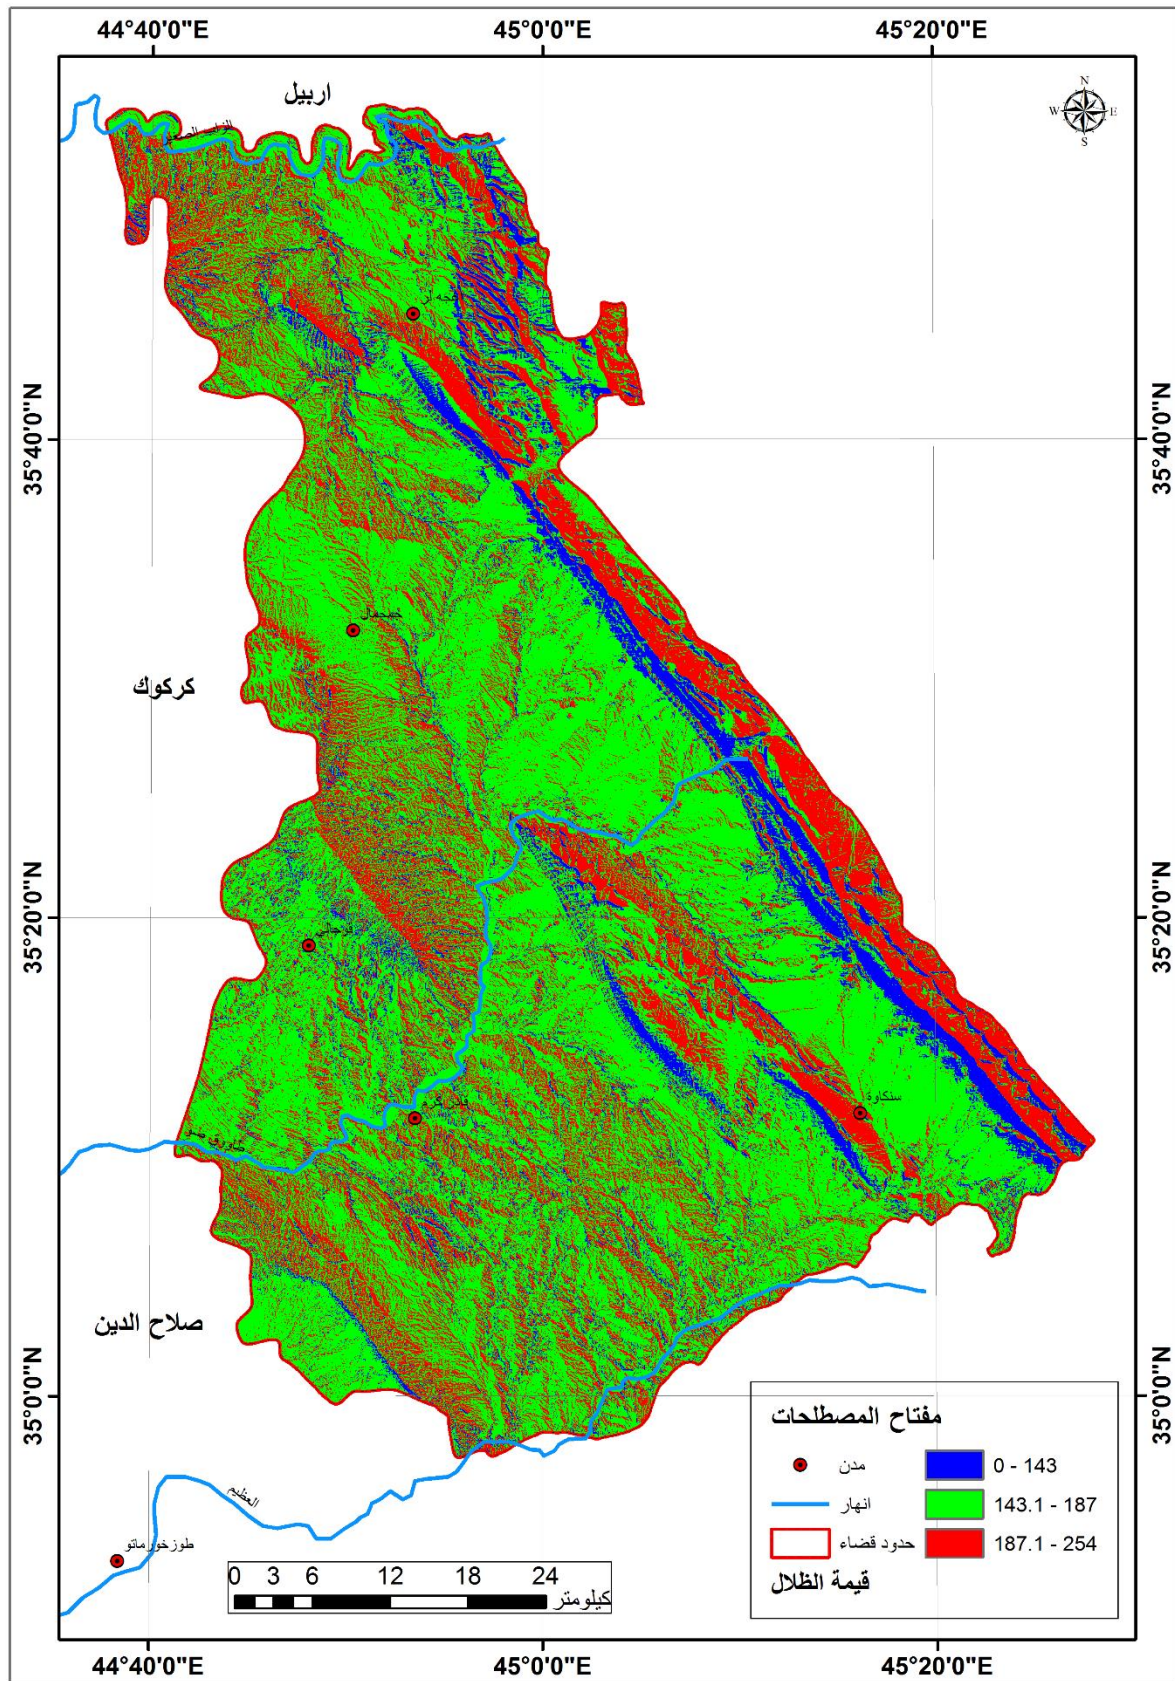 44°40'0"E
45°0'0"E
45°20'0"E
N
W
E
S
اربيل
الزاب الصغير
35°40'0"N
35°40'0"N
جمجمال
كركوك
35°20'0"N
35°20'0"N
سنكاوة
صلاح الدين
35°0'0"N
35°0'0"N
العظيم
طوزخورماتو
مفتاح المصطلحات
مدن
0 - 143
انهار
143.1 - 187
حدود قضاء
187.1 - 254
قيمة الظلال
0 3 6 12 18 24
كيلومتر
44°40'0"E
45°0'0"E
45°20'0"E